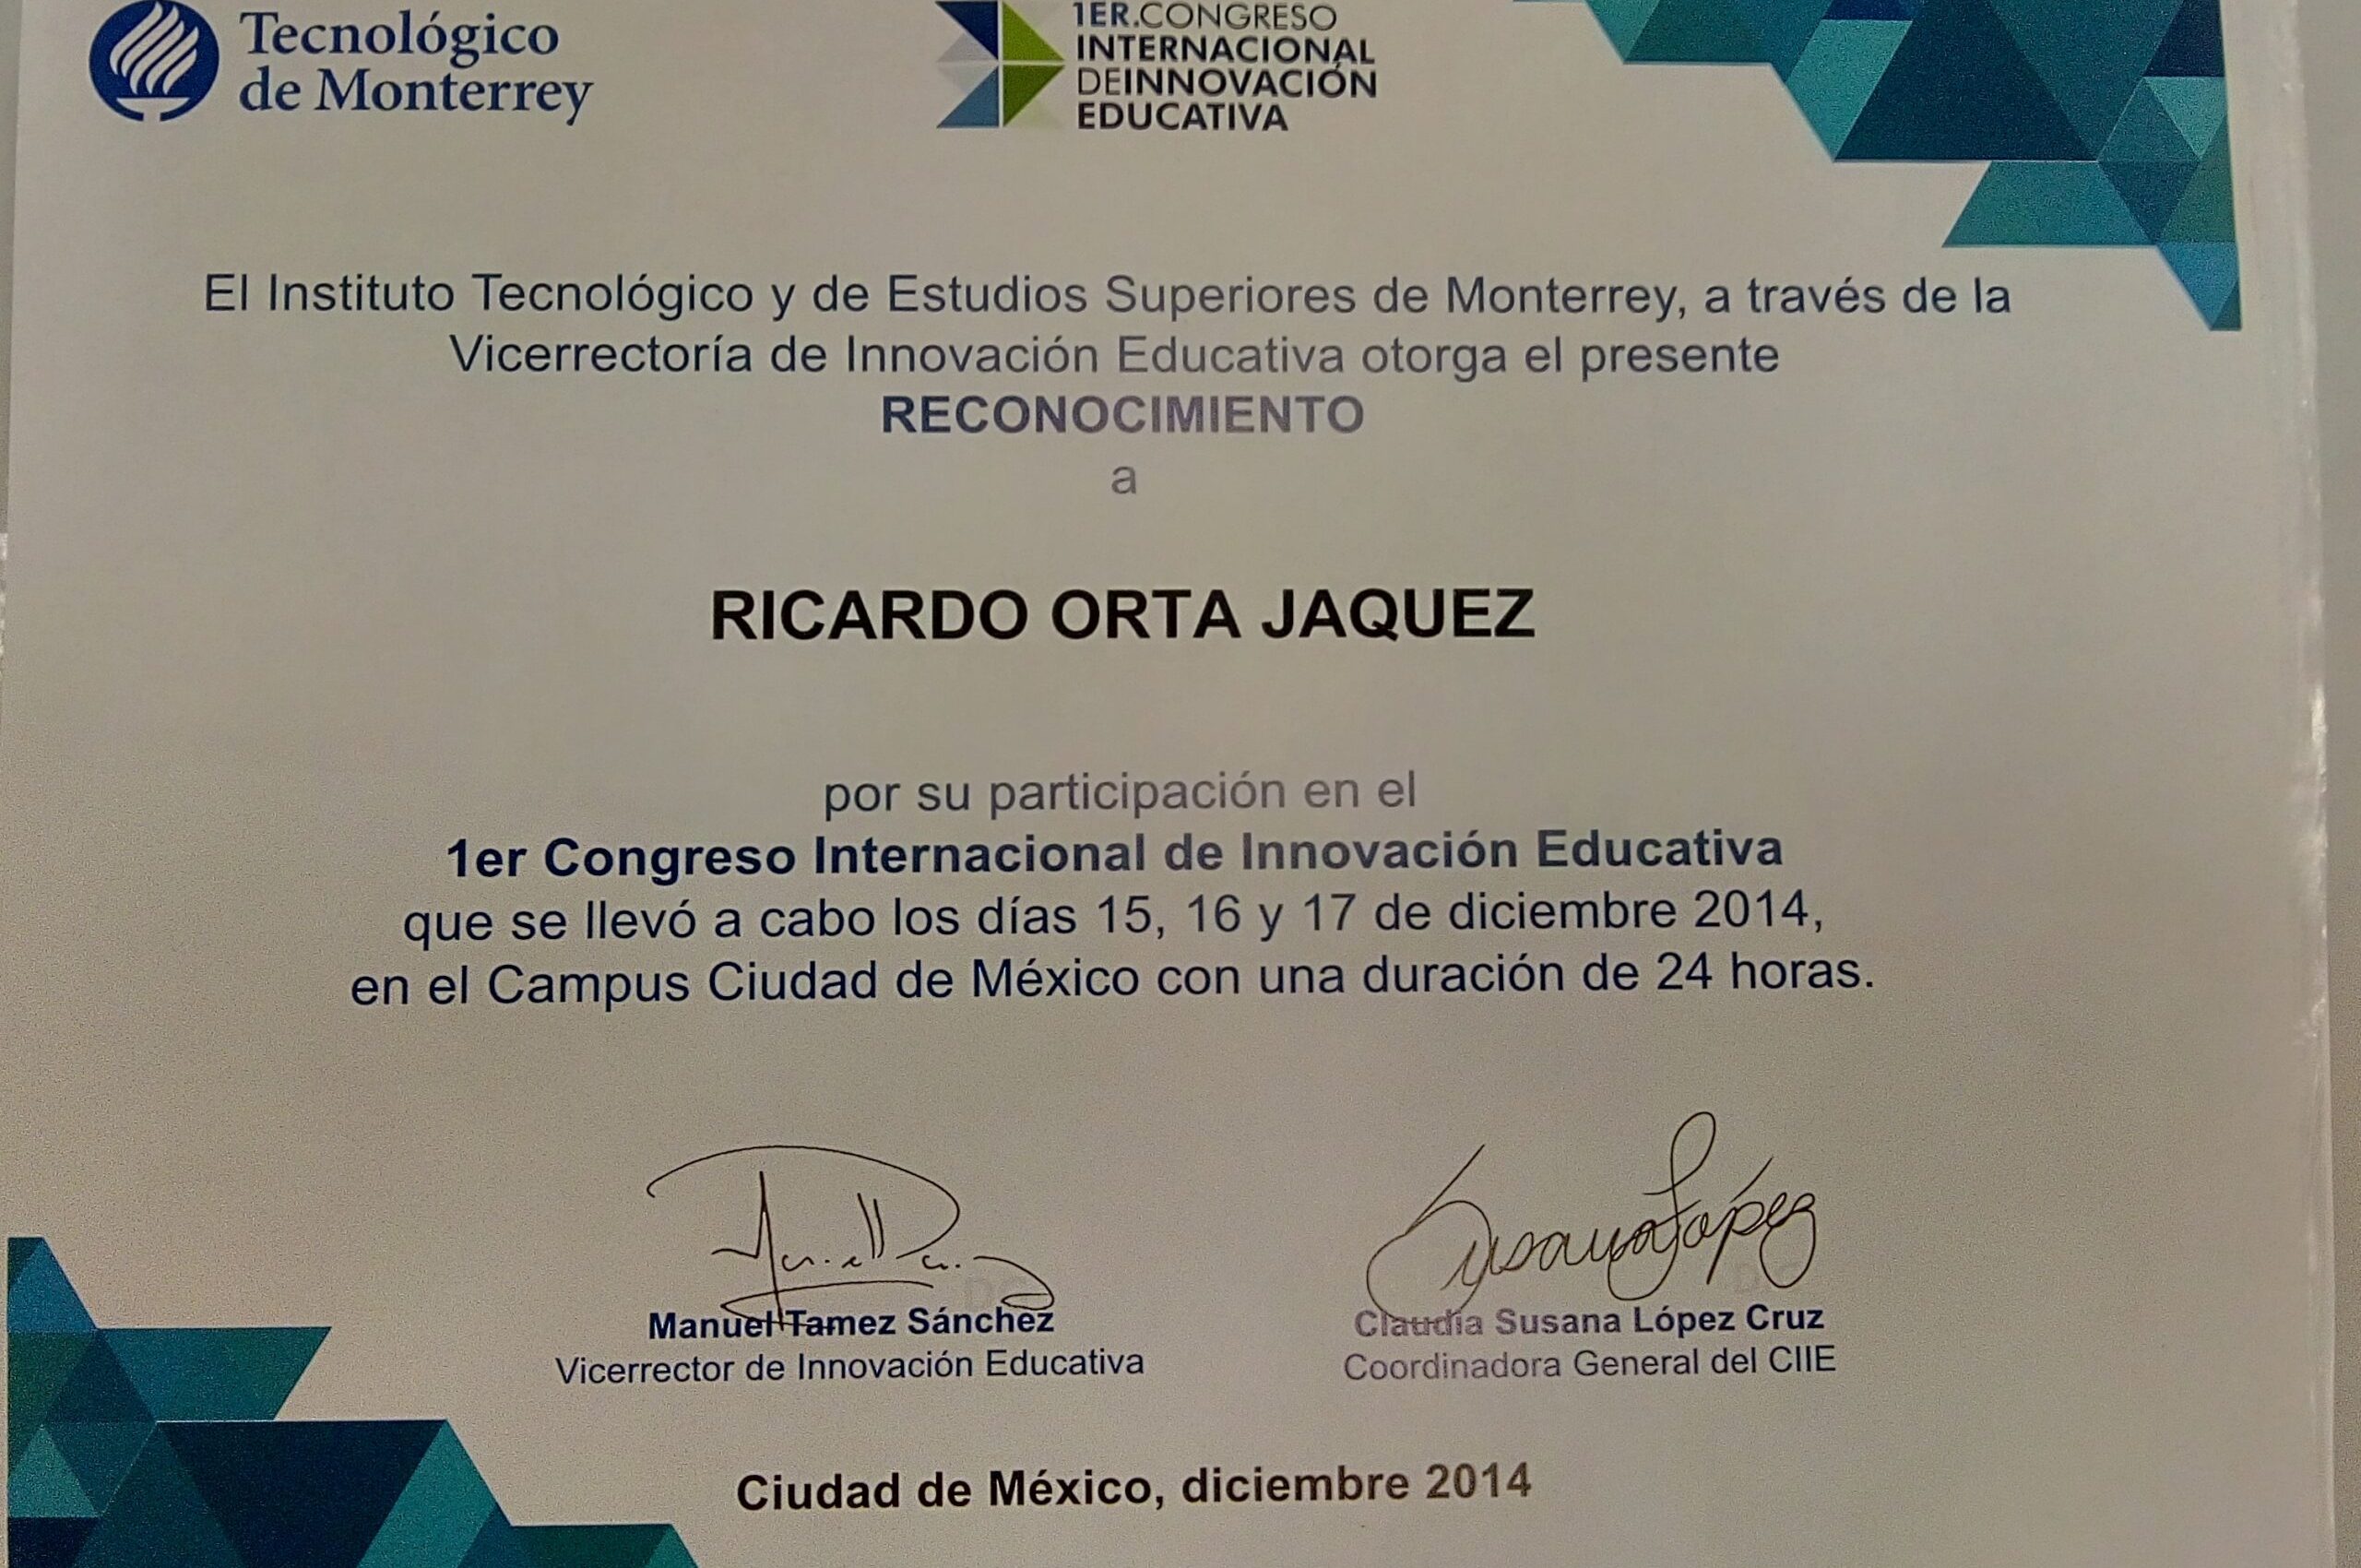 Tecnológico
de Monterrey
1ER.CONGRESO
INTERNACIONAL
DEINNOVACIÓN
EDUCATIVA
El Instituto Tecnológico y de Estudios Superiores de Monterrey, a través de la
Vicerrectoría de Innovación Educativa otorga el presente
RECONOCIMIENTO
a
RICARDO ORTA JAQUEZ
por su participación en el
1er Congreso Internacional de Innovación Educativa
que se llevó a cabo los días 15, 16 y 17 de diciembre 2014,
en el Campus Ciudad de México con una duración de 24 horas.
Susana López
Manuel Tamez Sánchez
Vicerrector de Innovación Educativa
Claudia Susana López Cruz
Coordinadora General del CIIE
Ciudad de México, diciembre 2014